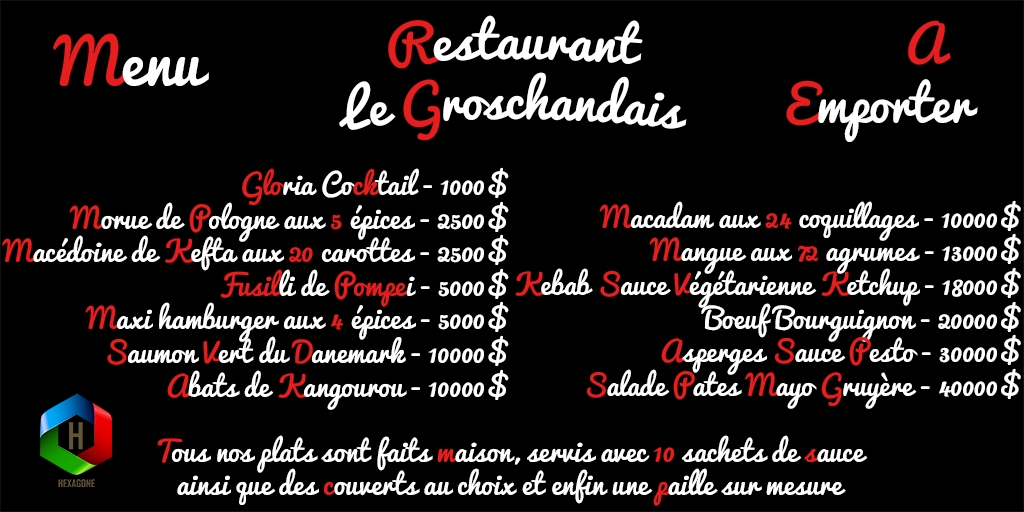 Menu
Restaurant
le Groschandais
A
Emporter
Gloria Cocktail - 1000 $
Morue de Pologne aux 5 épices - 2500 $
Macédoine de Kefta aux 20 carottes - 2500 $
Fusilli de Pompei - 5000 $
Maxi hamburger aux 4 épices - 5000 $
Saumon Vert du Danemark - 10000 $
Abats de Kangourou - 10000 $
Macadam aux 24 coquillages - 10000 $
Mangue aux 72 agrumes - 13000 $
Kebab Sauce Végétarienne Ketchup - 18000 $
Boeuf Bourguignon - 20000 $
Asperges Sauce Pesto - 30000 $
Salade Pates Mayo Gruyère - 40000 $
H
HEXAGONE
Tous nos plats sont faits maison, servis avec 10 sachets de sauce
ainsi que des couverts au choix et enfin une paille sur mesure